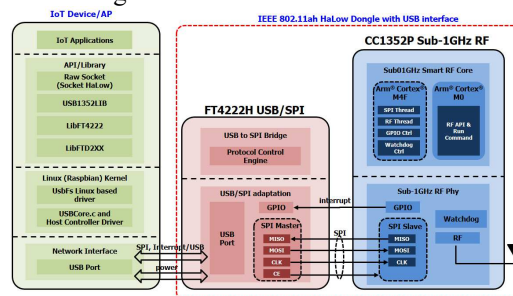 IoT Device/AP
IoT Applications
API/Library
Raw Socket
(Socket HaLow)
USB1352LIB
LibFT4222
LibFTD2XX
Linux (Raspbian) Kernel
UsbFs Linux based
driver
USBCore.c and
Host Controller Driver
Network Interface
USB Port
SPI, Interrupt/USB
power
IEEE 802.11ah HaLow Dongle with USB interface
FT4222H USB/SPI
USB to SPI Bridge
Protocol Control
Engine
USB/SPI adaptation
USB
Port
GPIO
SPI Master
MISO
MOSI
CLK
CE
interrupt
SPI
CC1352P Sub-1GHz RF
Sub01GHz Smart RF Core
Arm® Cortex®
M4F
SPI Thread
RF Thread
GPIO Ctrl
Watchdog
Ctrl
Arm® Cortex®
M0
RF API &
Run
Command
Sub-1GHz RF Phy
GPIO
SPI Slave
MISO
MOSI
CLK
Watchdog
RF